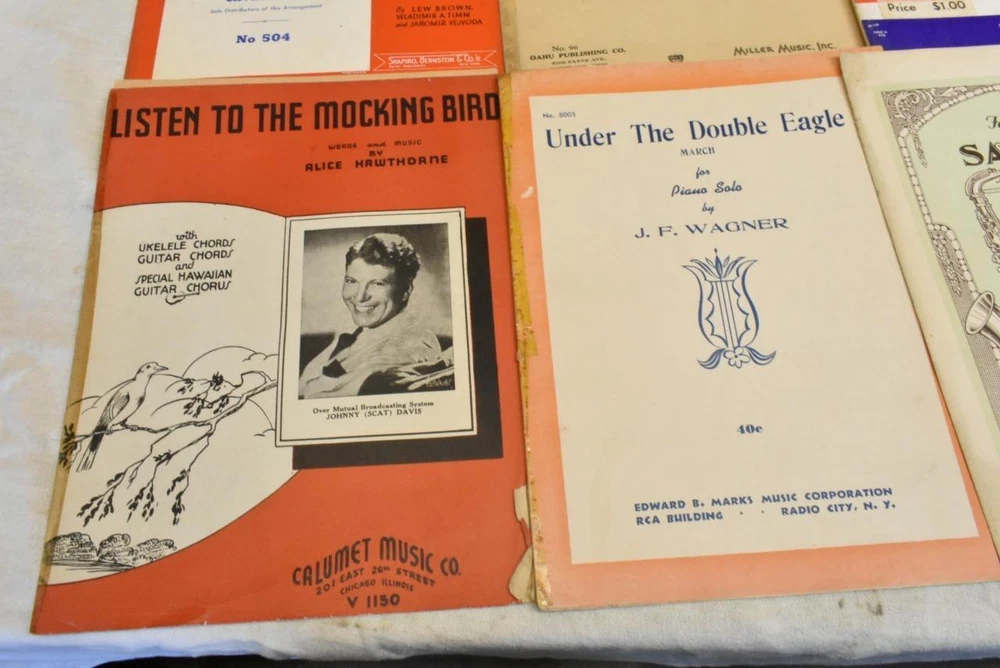 Sole Distributors of this Arrangement
No 504
By LEW BROWN,
WLADIMIR A. TIMM
and JAROMIR VEJVODA
SHAPIRO, BERNSTEIN & CO. Inc.
No. 96
OAHU PUBLISHING CO.
MILLER MUSIC, INC.
Price $1.00
LISTEN TO THE MOCKING BIRD
WORDS and MUSIC
BY
ALICE HAWTHORNE
with
UKELELE CHORDS
GUITAR CHORDS
and
SPECIAL HAWAIIAN
GUITAR CHORUS
Over Mutual Broadcasting System
JOHNNY (SCAT) DAVIS
CALUMET MUSIC CO.
201 EAST 26TH STREET
CHICAGO ILLINOIS
V 1150
No. 8005
Under The Double Eagle
MARCH
for
Piano Solo
by
J. F. WAGNER
40c
EDWARD B. MARKS MUSIC CORPORATION
RCA BUILDING · · RADIO CITY, N. Y.
SA